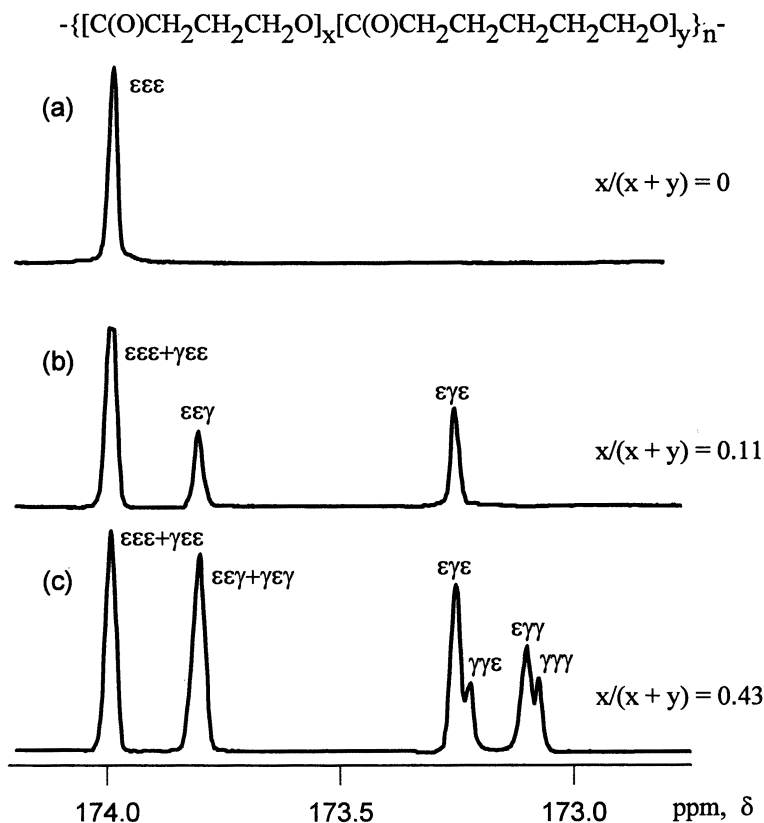 -{[C(O)CH₂CH₂CH₂O]ₓ[C(O)CH₂CH₂CH₂CH₂CH₂O]y}n-
(a)
εεε
x/(x + y) = 0
(b)
εεε+γεε
εεγ
εγε
x/(x + y) = 0.11
(c)
εεε+γεε
εεγ+γεγ
εγε
γγε
εγγ
γγγ
x/(x + y) = 0.43
174.0
173.5
173.0
ppm, δ